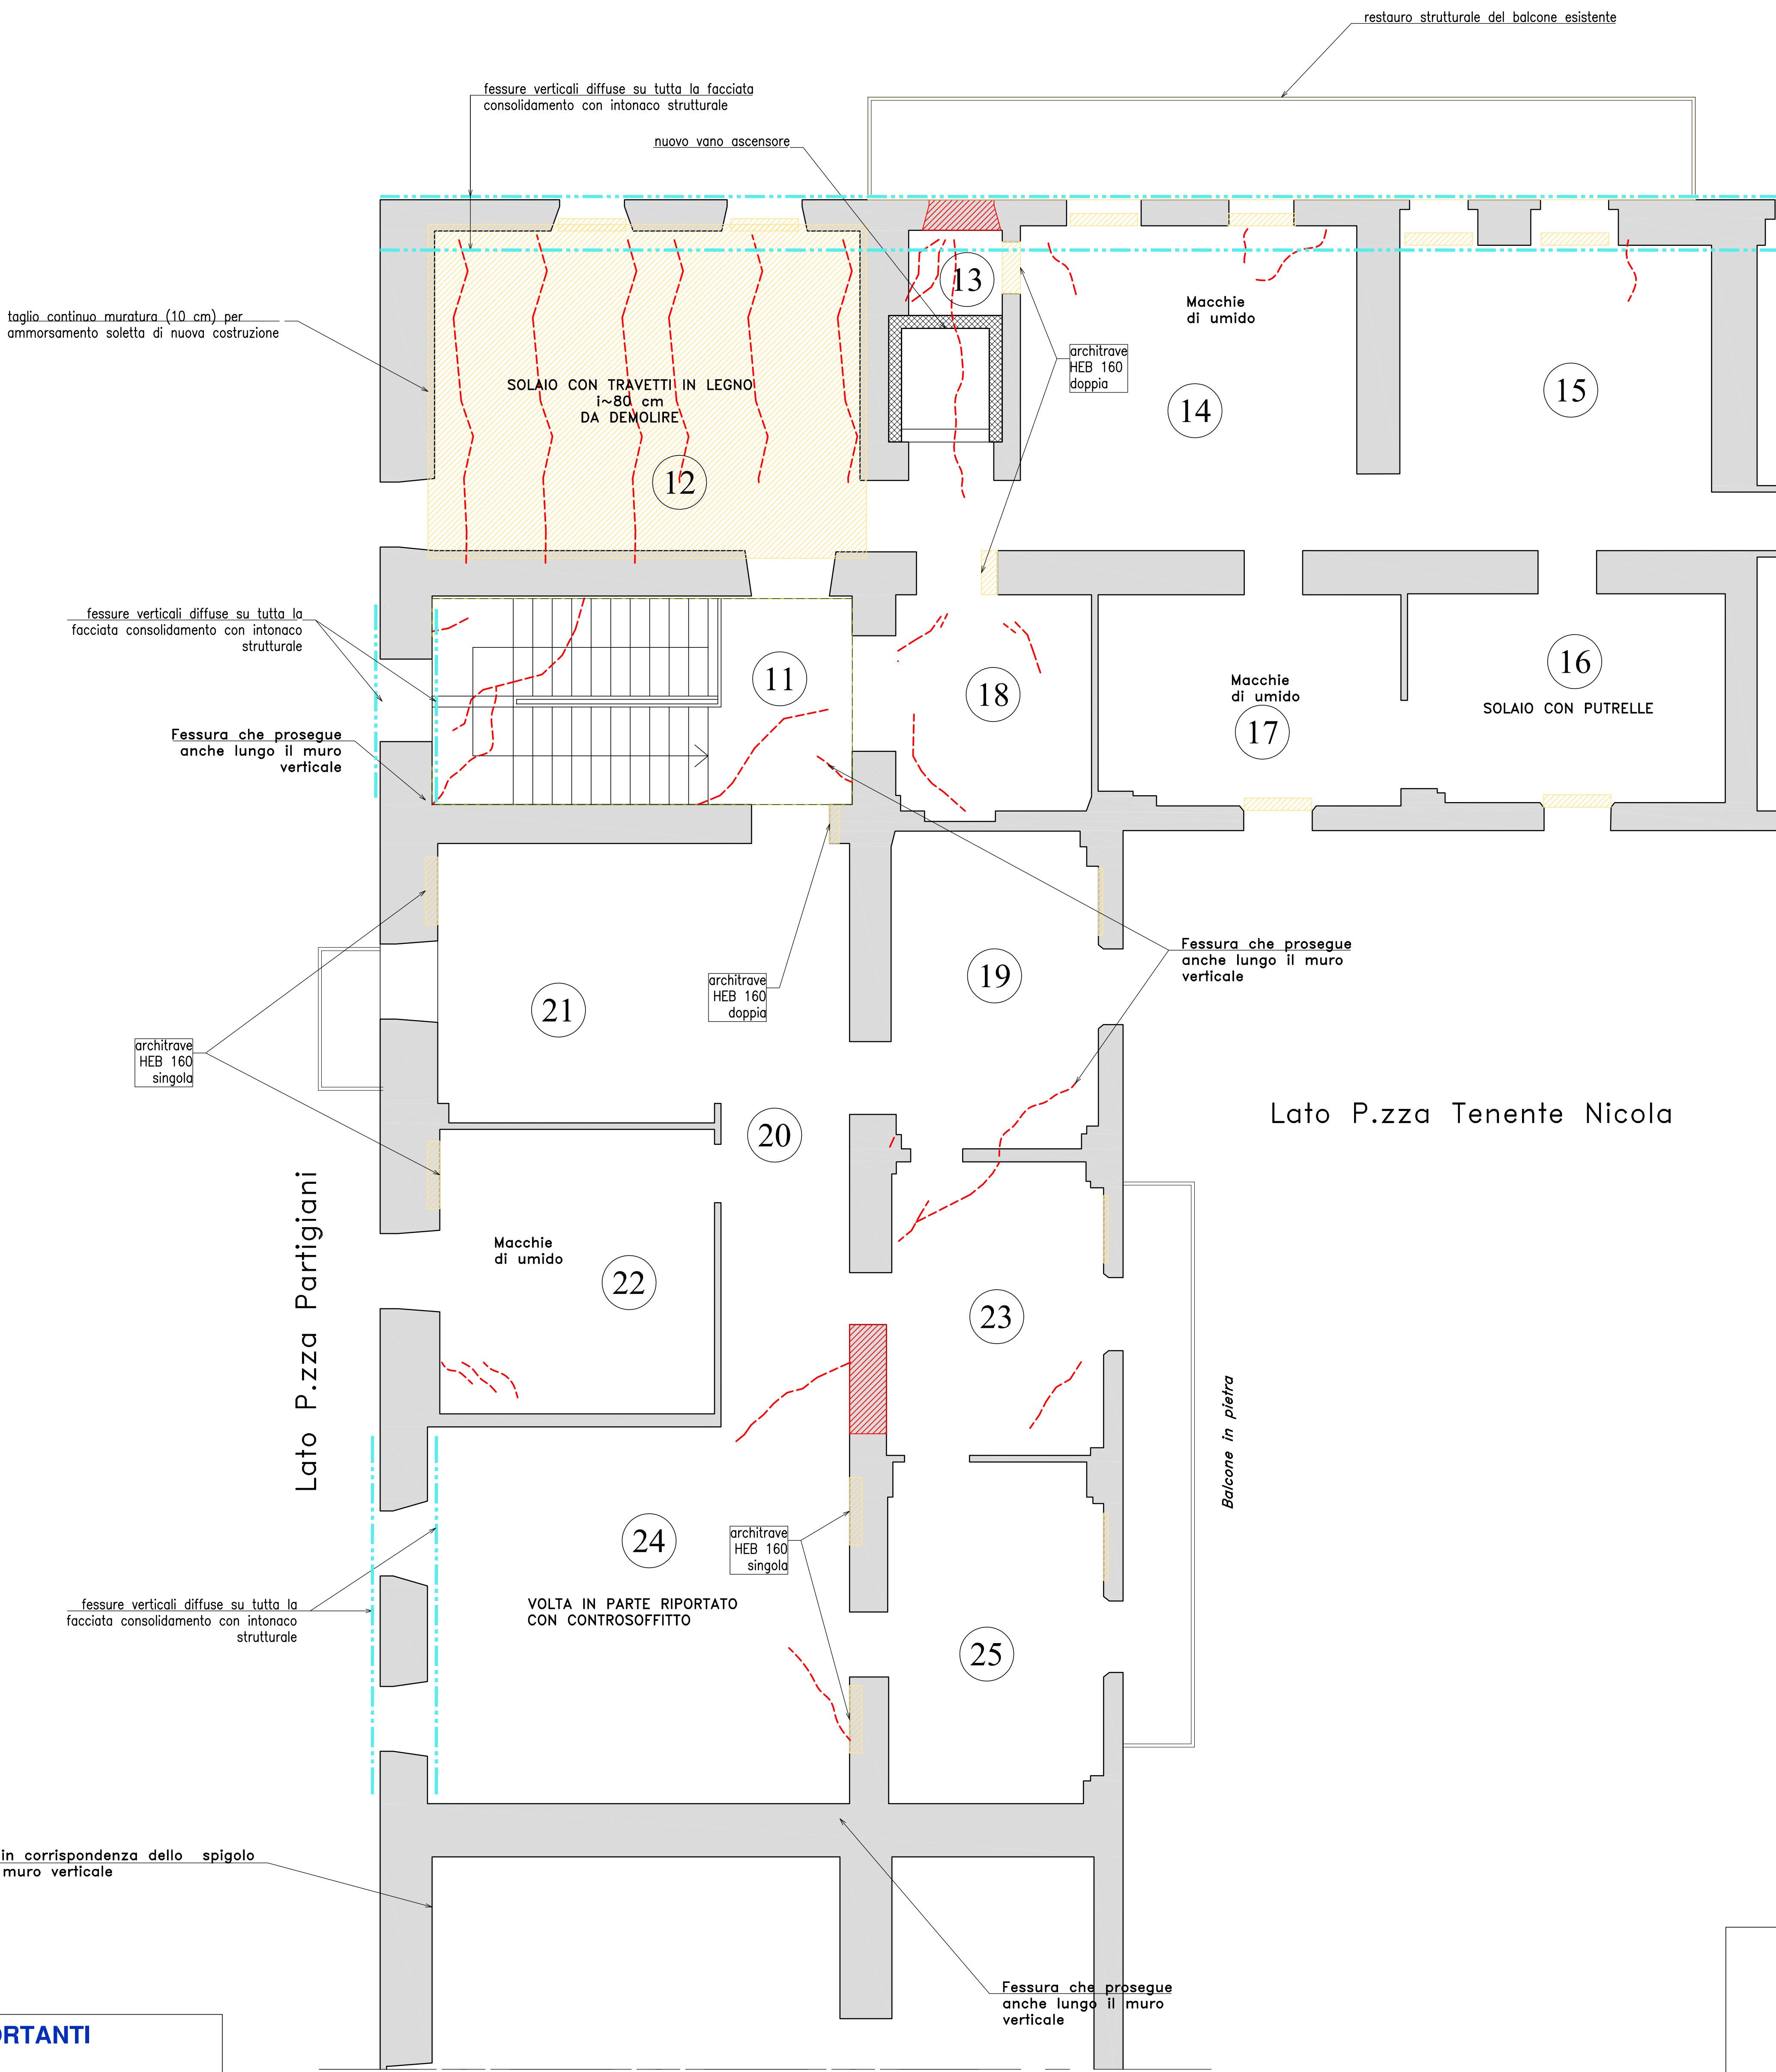 restauro strutturale del balcone esistente
fessure verticali diffuse su tutta la facciata
consolidamento con intonaco strutturale
nuovo vano ascensore
13
Macchie
di umido
taglio continuo muratura (10 cm) per
ammorsamento soletta di nuova costruzione
architrave
HEB 160
doppia
SOLAIO CON TRAVETTI IN LEGNO
i~80 cm
DA DEMOLIRE
12
14
15
fessure verticali diffuse su tutta la
facciata consolidamento con intonaco
strutturale
11
18
Macchie
di umido
17
16
SOLAIO CON PUTRELLE
Fessura che prosegue
anche lungo il muro
verticale
Fessura che prosegue
anche lungo il muro
verticale
19
21
architrave
HEB 160
doppia
architrave
HEB 160
singola
20
Lato P.zza Tenente Nicola
Lato P.zza Partigiani
Macchie
di umido
22
23
Balcone in pietra
24
architrave
HEB 160
singola
VOLTA IN PARTE RIPORTATO
CON CONTROSOFFITTO
fessure verticali diffuse su tutta la
facciata consolidamento con intonaco
strutturale
25
in corrispondenza dello spigolo
muro verticale
Fessura che prosegue
anche lungo il muro
verticale
ORTANTI